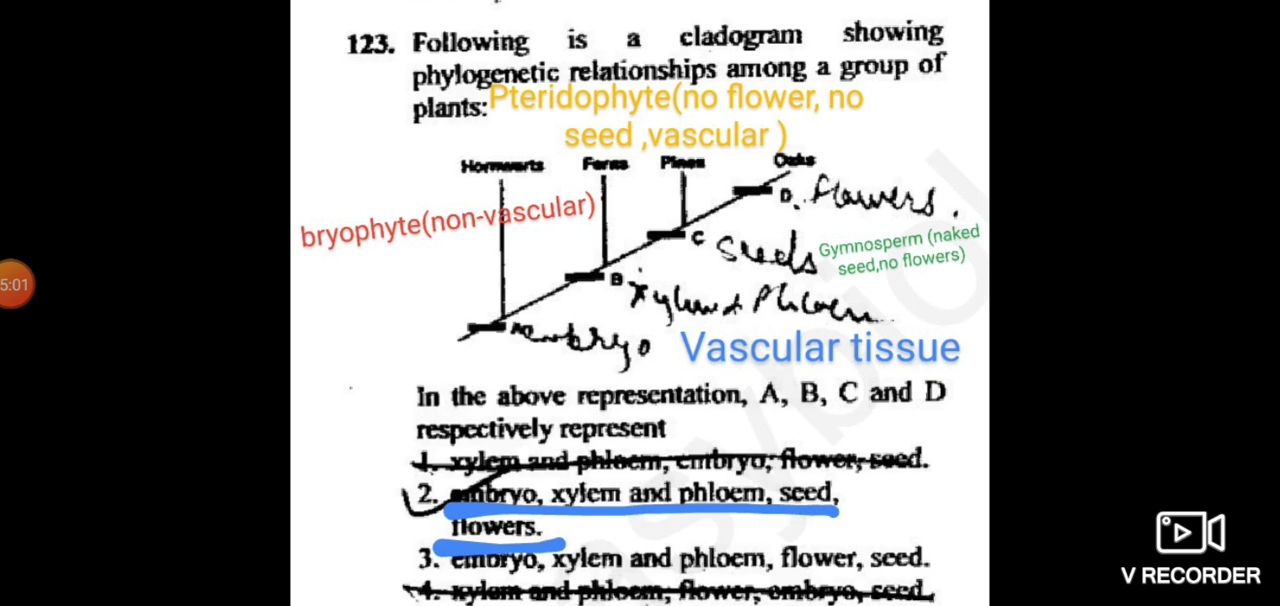 123. Following is a cladogram showing
phylogenetic relationships among a group of
plants:
Pteridophyte(no flower, no
seed ,vascular )
Hornworts Ferns Pines Oaks
D. flowers.
bryophyte(non-vascular)
C seeds
Gymnosperm (naked
seed,no flowers)
B xylem & Phloem
5:01
A embryo
Vascular tissue
In the above representation, A, B, C and D
respectively represent
1. xylem and phloem, embryo, flower, seed.
2. embryo, xylem and phloem, seed,
flowers.
3. embryo, xylem and phloem, flower, seed.
4. xylem and phloem, flower, embryo, seed.
V RECORDER